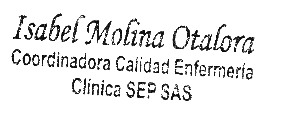 Isabel Molina Otalora
Coordinadora Calidad Enfermería
Clínica SEP SAS